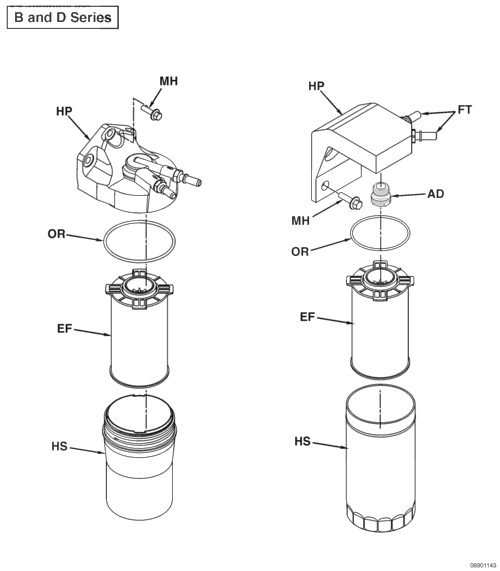 B and D Series
MH
HP
OR
EF
HS
HP
FT
AD
MH
OR
EF
HS
06901143